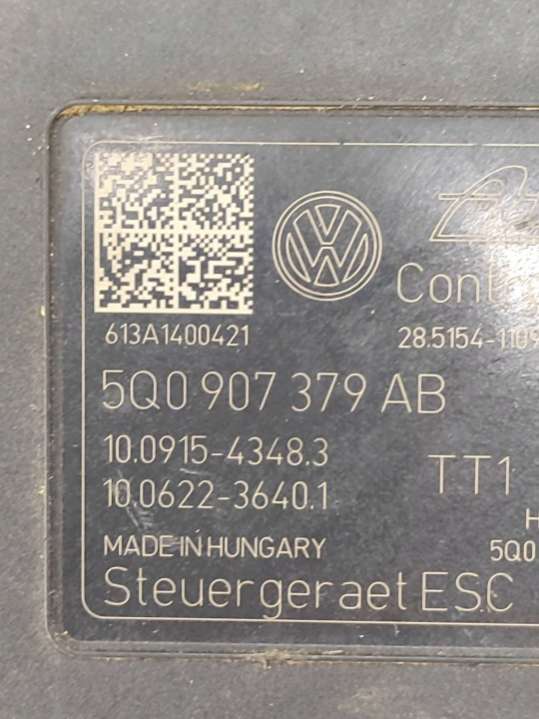 613A1400421
Cont
28.5154-1109
5Q0 907 379 AB
10.0915-4348.3
10.0622-3640.1
TT1
H
MADE IN HUNGARY
5Q0
Steuergeraet ESC